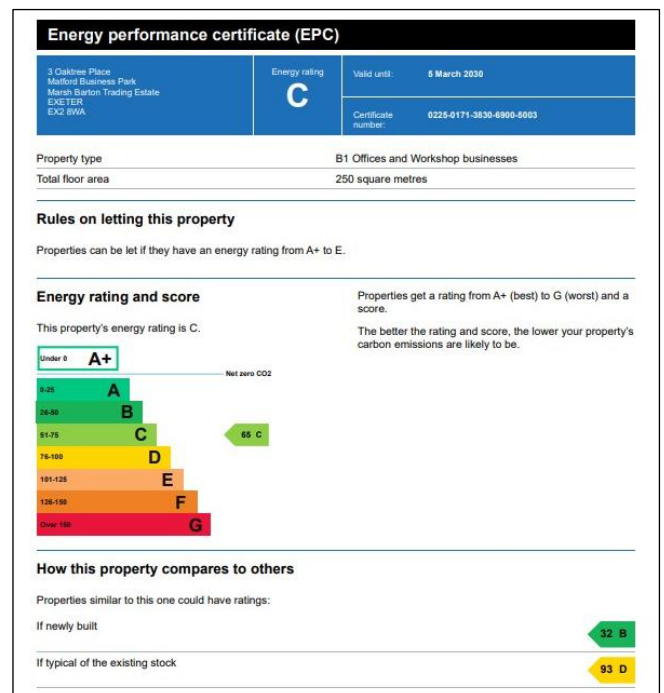 Energy performance certificate (EPC)
3 Oaktree Place
Matford Business Park
Marsh Barton Trading Estate
EXETER
EX2 8WA
Energy rating
C
Valid until: 5 March 2030
Certificate
number: 0225-0171-3830-6900-5003
Property type B1 Offices and Workshop businesses
Total floor area 250 square metres
Rules on letting this property
Properties can be let if they have an energy rating from A+ to E.
Energy rating and score
This property's energy rating is C.
Under 0 A+
Net zero CO2
0-25 A
26-50 B
51-75 C
65 C
76-100 D
101-125 E
126-150 F
Over 150 G
Properties get a rating from A+ (best) to G (worst) and a
score.
The better the rating and score, the lower your property's
carbon emissions are likely to be.
How this property compares to others
Properties similar to this one could have ratings:
If newly built 32 B
If typical of the existing stock 93 D